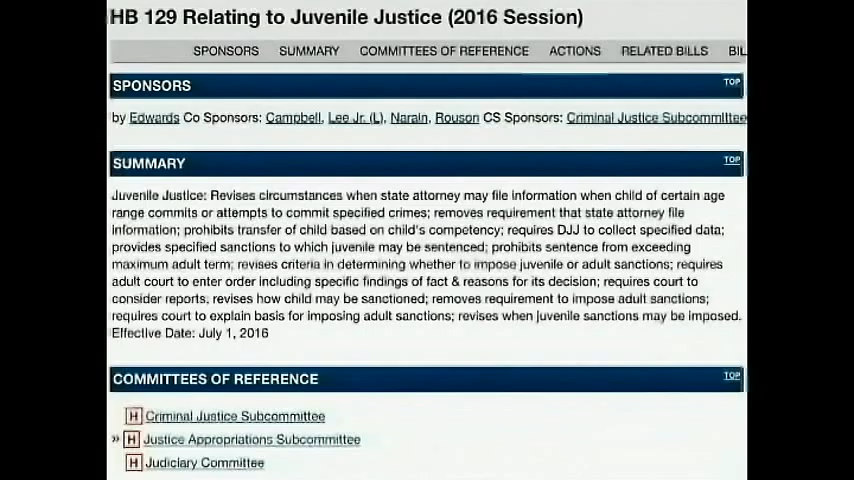 HB 129 Relating to Juvenile Justice (2016 Session)
SPONSORS SUMMARY COMMITTEES OF REFERENCE ACTIONS RELATED BILLS BIL
SPONSORS TOP
by Edwards Co Sponsors: Campbell, Lee Jr. (L), Narain, Rouson CS Sponsors: Criminal Justice Subcommittee
SUMMARY TOP
Juvenile Justice: Revises circumstances when state attorney may file information when child of certain age
range commits or attempts to commit specified crimes; removes requirement that state attorney file
information; prohibits transfer of child based on child's competency; requires DJJ to collect specified data;
provides specified sanctions to which juvenile may be sentenced; prohibits sentence from exceeding
maximum adult term; revises criteria in determining whether to impose juvenile or adult sanctions; requires
adult court to enter order including specific findings of fact & reasons for its decision; requires court to
consider reports, revises how child may be sanctioned; removes requirement to impose adult sanctions;
requires court to explain basis for imposing adult sanctions; revises when juvenile sanctions may be imposed.
Effective Date: July 1, 2016
COMMITTEES OF REFERENCE TOP
H Criminal Justice Subcommittee
» H Justice Appropriations Subcommittee
H Judiciary Committee